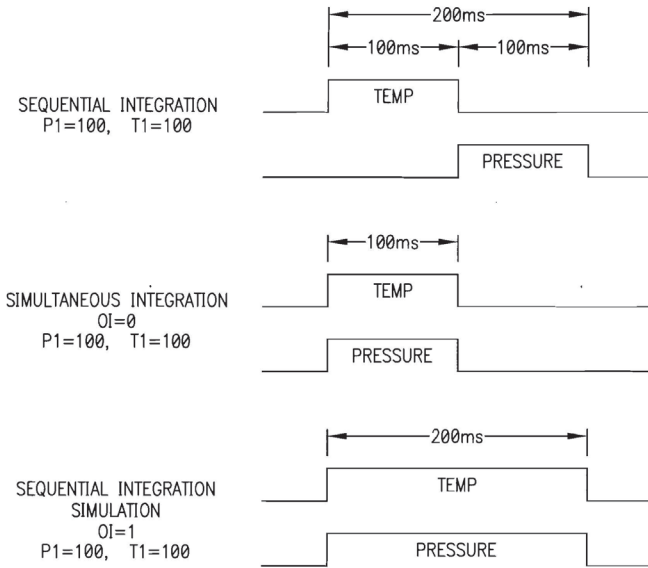 200ms
100ms 100ms
SEQUENTIAL INTEGRATION
P1=100, T1=100
TEMP
PRESSURE
100ms
SIMULTANEOUS INTEGRATION
OI=0
P1=100, T1=100
TEMP
PRESSURE
200ms
SEQUENTIAL INTEGRATION
SIMULATION
OI=1
P1=100, T1=100
TEMP
PRESSURE